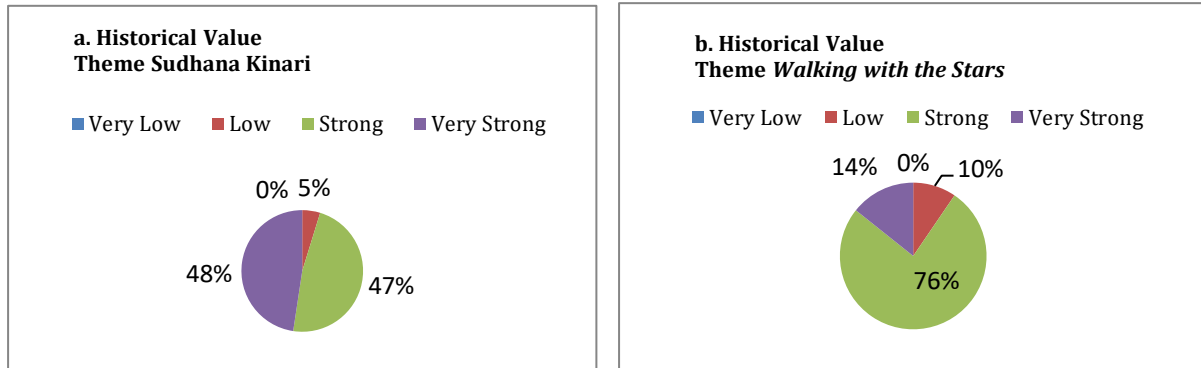 a. Historical Value
Theme Sudhana Kinari
Very Low Low Strong Very Strong
0% 5%
48% 47%
b. Historical Value
Theme Walking with the Stars
Very Low Low Strong Very Strong
14% 0% 10%
76%